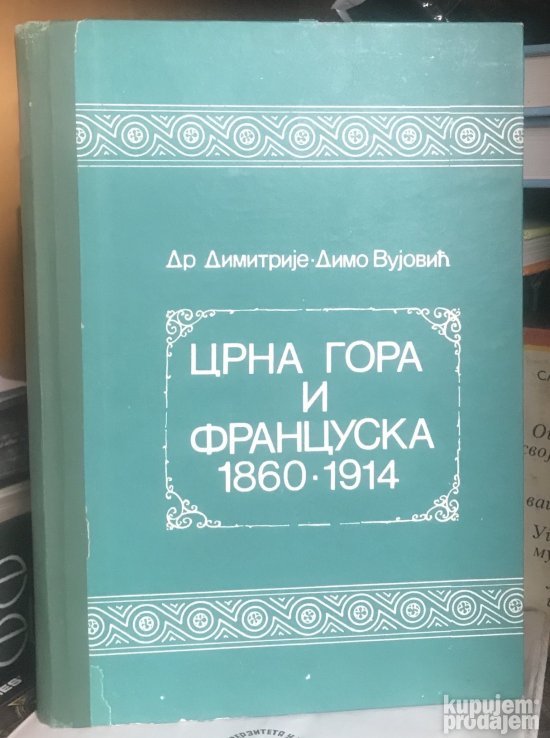 Др Димитрије·Димо Вујовић
ЦРНА ГОРА
И
ФРАНЦУСКА
1860·1914
kupujem
prodajem